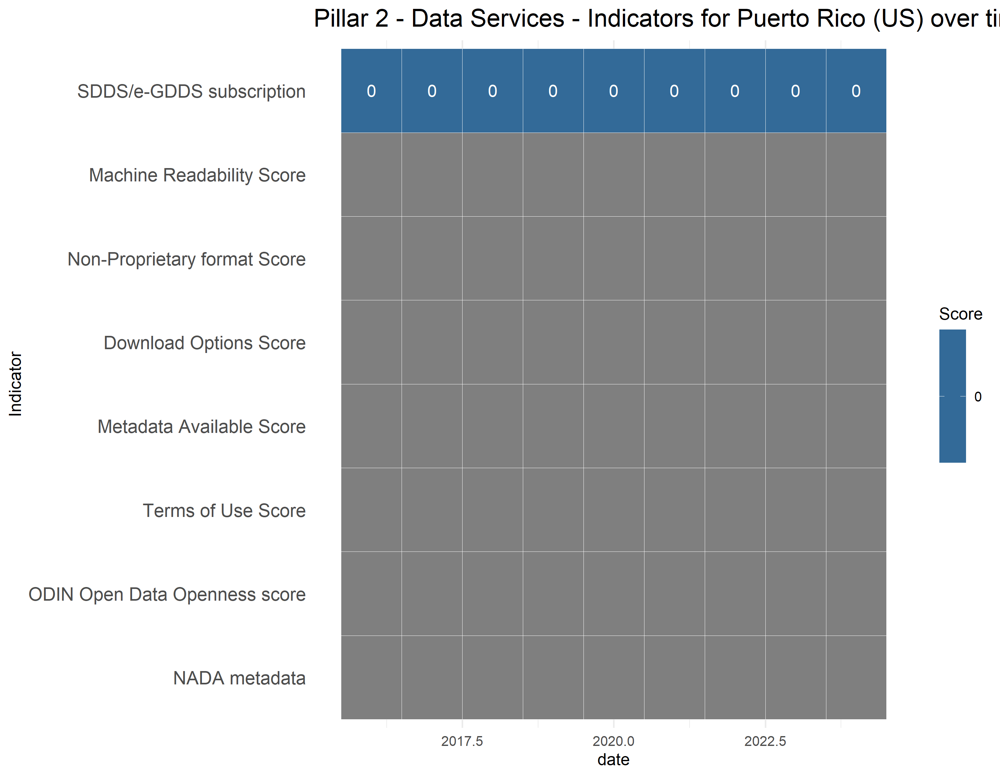 Pillar 2 - Data Services - Indicators for Puerto Rico (US) over
SDDS/e-GDDS subscription
0 0 0 0 0 0 0 0 0
Machine Readability Score
Non-Proprietary format Score
Download Options Score
Metadata Available Score
Terms of Use Score
ODIN Open Data Openness score
NADA metadata
Indicator
2017.5 2020.0 2022.5
date
Score
0